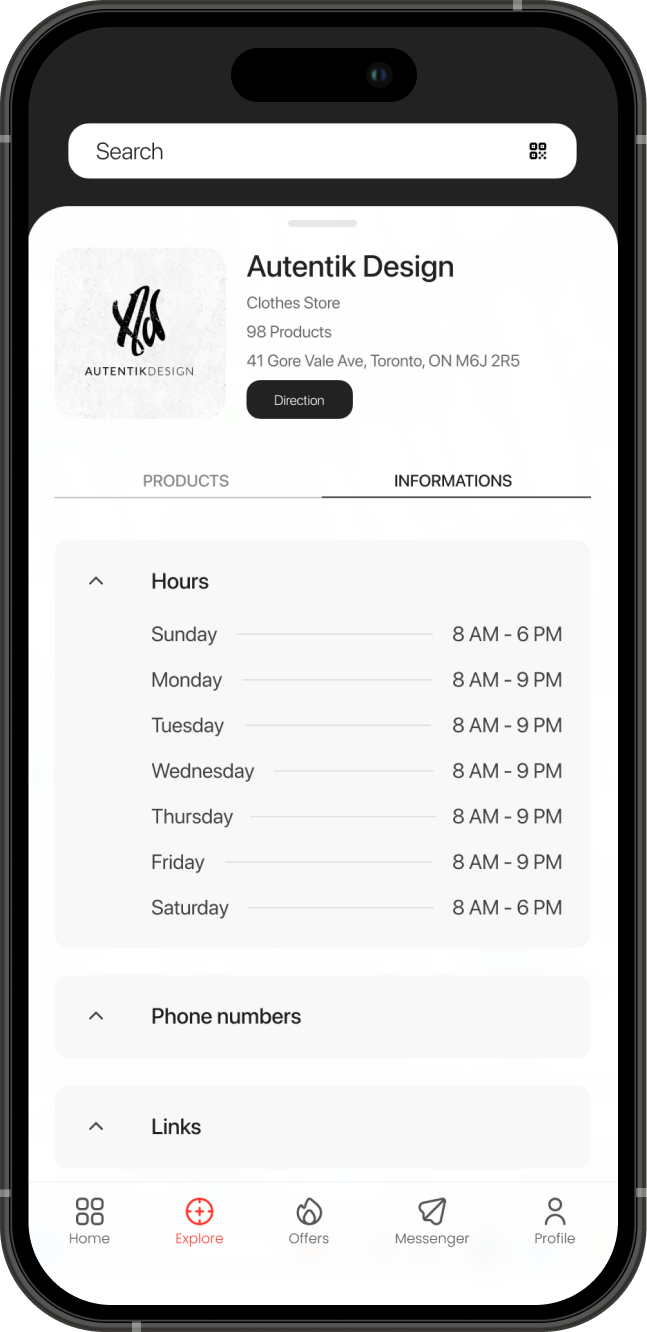 Search
Autentik Design
Clothes Store
98 Products
41 Gore Vale Ave, Toronto, ON M6J 2R5
AUTENTIKDESIGN
Direction
PRODUCTS INFORMATIONS
Hours
Sunday 8 AM - 6 PM
Monday 8 AM - 9 PM
Tuesday 8 AM - 9 PM
Wednesday 8 AM - 9 PM
Thursday 8 AM - 9 PM
Friday 8 AM - 9 PM
Saturday 8 AM - 6 PM
Phone numbers
Links
Home Explore Offers Messenger Profile